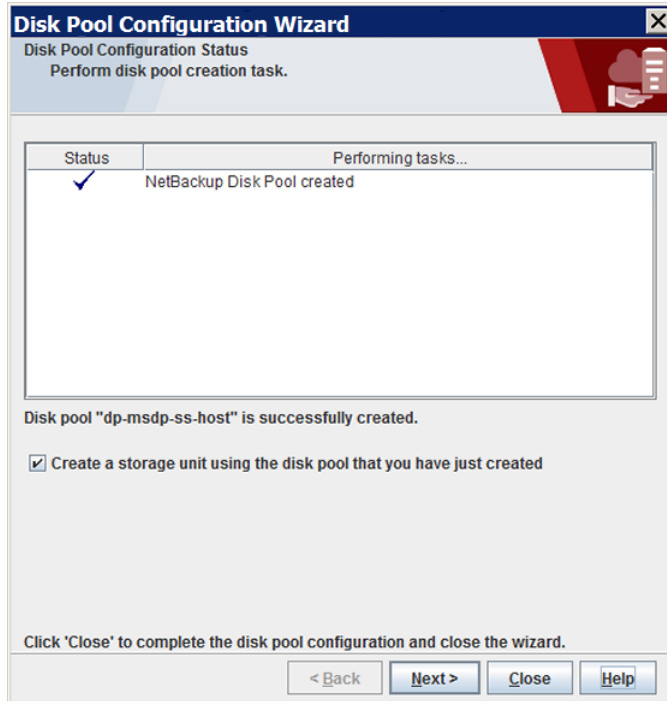 Disk Pool Configuration Wizard
Disk Pool Configuration Status
Perform disk pool creation task.
Status Performing tasks...
NetBackup Disk Pool created
Disk pool "dp-msdp-ss-host" is successfully created.
Create a storage unit using the disk pool that you have just created
Click 'Close' to complete the disk pool configuration and close the wizard.
< Back Next > Close Help